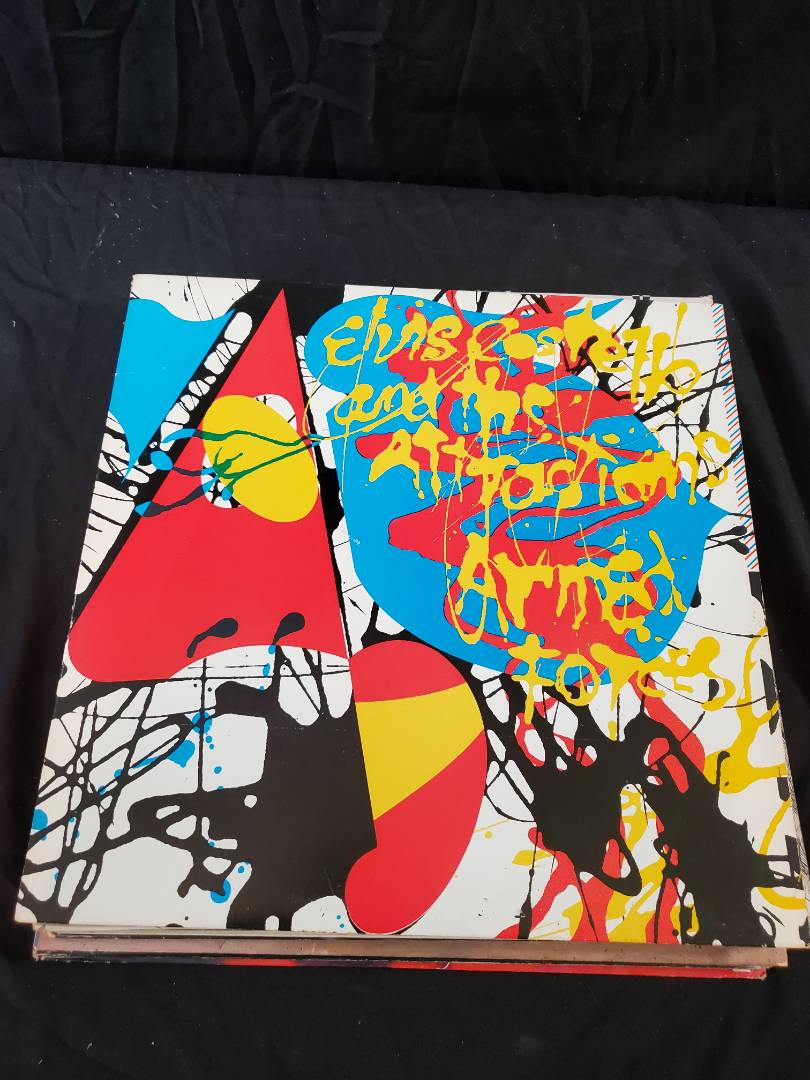 Elvis Costello
and the
Attractions
Armed
Forces